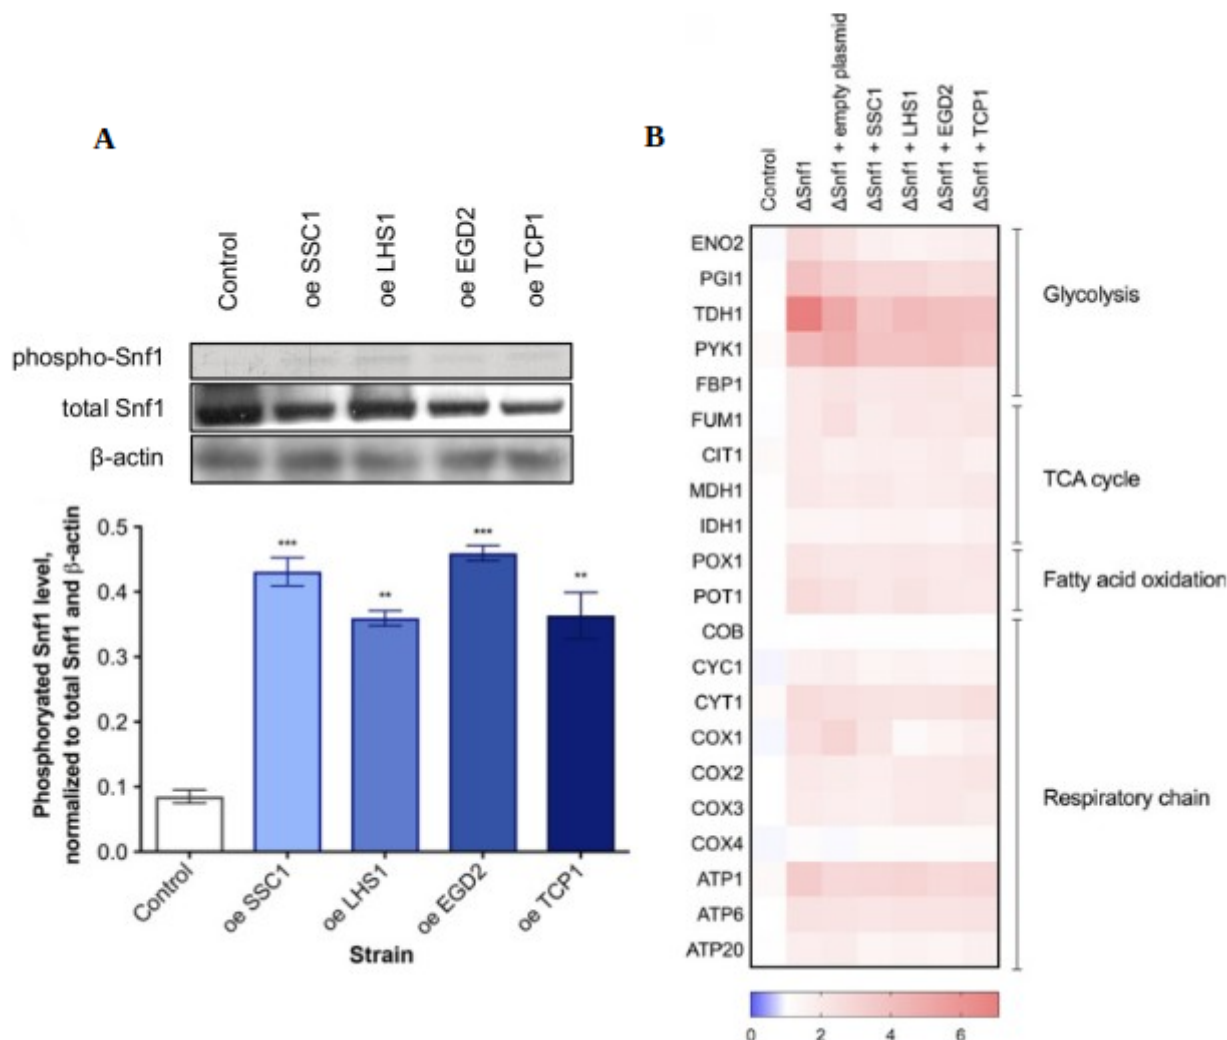 A
Control
oe SSC1
oe LHS1
oe EGD2
oe TCP1
phospho-Snf1
total Snf1
β-actin
Phosphoryated Snf1 level,
normalized to total Snf1 and β-actin
0.5
0.4
0.3
0.2
0.1
0.0
***
**
***
**
Control
oe SSC1
oe LHS1
oe EGD2
oe TCP1
Strain
B
Control
ΔSnf1
ΔSnf1 + empty plasmid
ΔSnf1 + SSC1
ΔSnf1 + LHS1
ΔSnf1 + EGD2
ΔSnf1 + TCP1
ENO2
PGI1
TDH1
PYK1
FBP1
FUM1
CIT1
MDH1
IDH1
POX1
POT1
COB
CYC1
CYT1
COX1
COX2
COX3
COX4
ATP1
ATP6
ATP20
Glycolysis
TCA cycle
Fatty acid oxidation
Respiratory chain
0 2 4 6